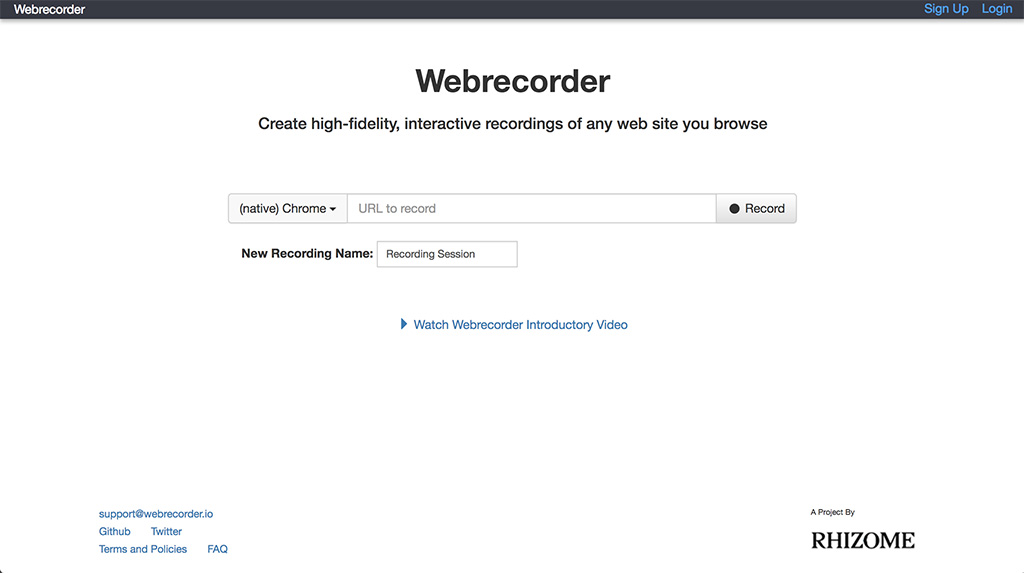 Webrecorder Sign Up Login
Webrecorder
Create high-fidelity, interactive recordings of any web site you browse
(native) Chrome URL to record Record
New Recording Name: Recording Session
Watch Webrecorder Introductory Video
support@webrecorder.io
Github Twitter
Terms and Policies FAQ
A Project By
RHIZOME